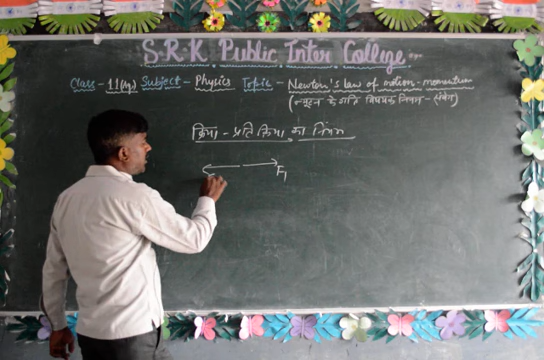 S.R.K. Public Inter College
Class - 11(Ag.) Subject - Physics Topic - Newton's law of motion - momentum
(न्यूटन के गति विषयक नियम - संवेग)
क्रिया - प्रतिक्रिया का नियम
F₁